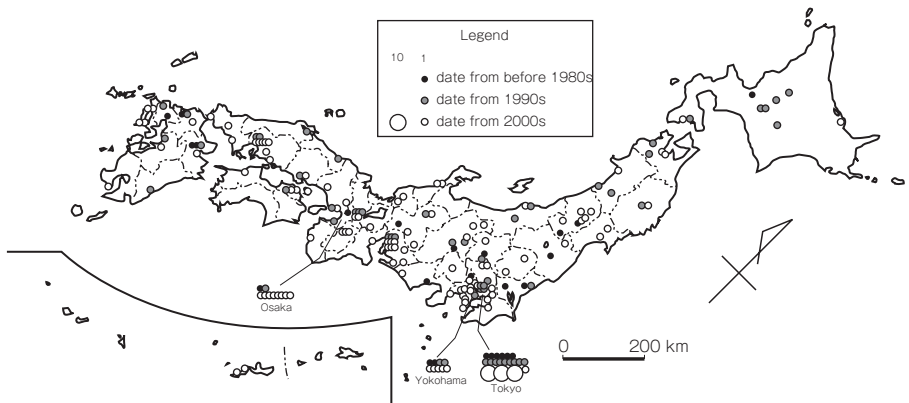 Legend
10 1
date from before 1980s
date from 1990s
date from 2000s
Osaka
Yokohama
Tokyo
0 200 km